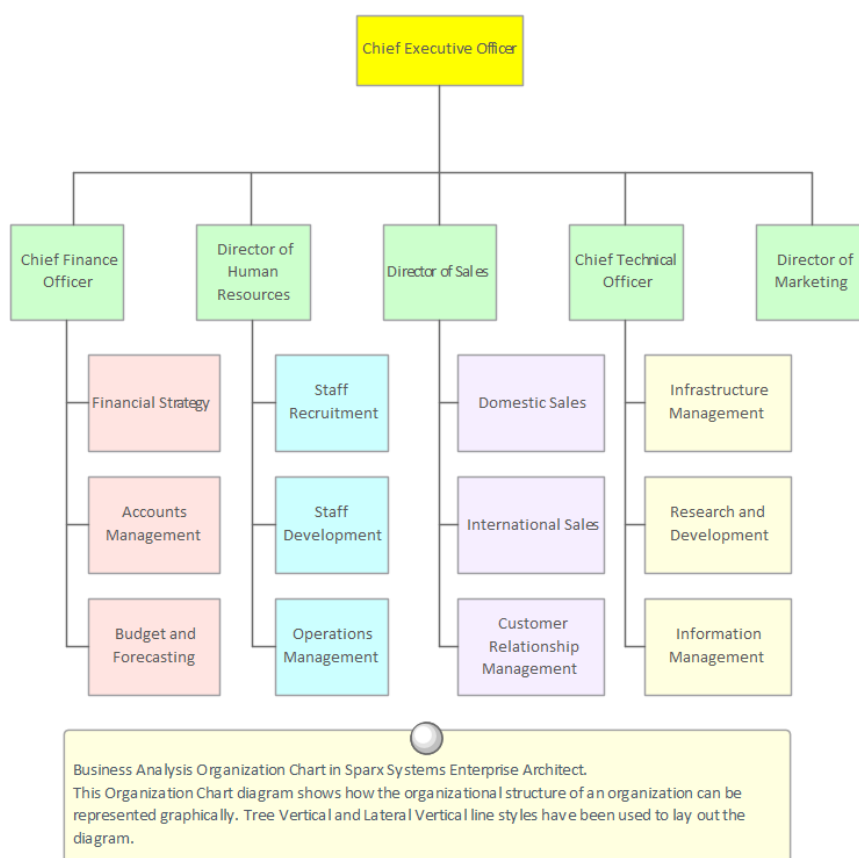 Chief Executive Officer
Chief Finance
Officer
Director of
Human
Resources
Director of Sales
Chief Technical
Officer
Director of
Marketing
Financial Strategy
Staff
Recruitment
Domestic Sales
Infrastructure
Management
Accounts
Management
Staff
Development
International Sales
Research and
Development
Budget and
Forecasting
Operations
Management
Customer
Relationship
Management
Information
Management
Business Analysis Organization Chart in Sparx Systems Enterprise Architect.
This Organization Chart diagram shows how the organizational structure of an organization can be
represented graphically. Tree Vertical and Lateral Vertical line styles have been used to lay out the
diagram.